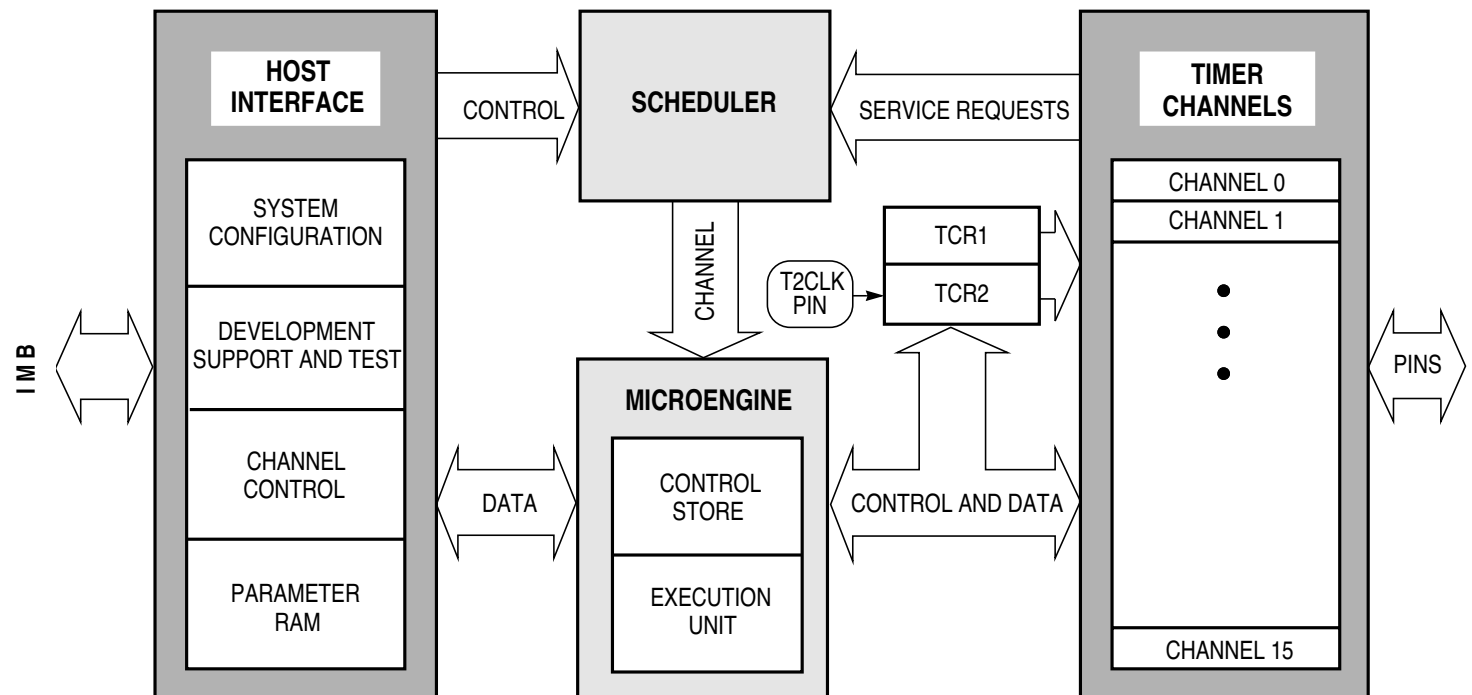 HOST
INTERFACE
SYSTEM
CONFIGURATION
DEVELOPMENT
SUPPORT AND TEST
CHANNEL
CONTROL
PARAMETER
RAM
I M B
CONTROL
SCHEDULER
SERVICE REQUESTS
CHANNEL
T2CLK
PIN
TCR1
TCR2
MICROENGINE
CONTROL
STORE
EXECUTION
UNIT
DATA
CONTROL AND DATA
TIMER
CHANNELS
CHANNEL 0
CHANNEL 1
CHANNEL 15
PINS